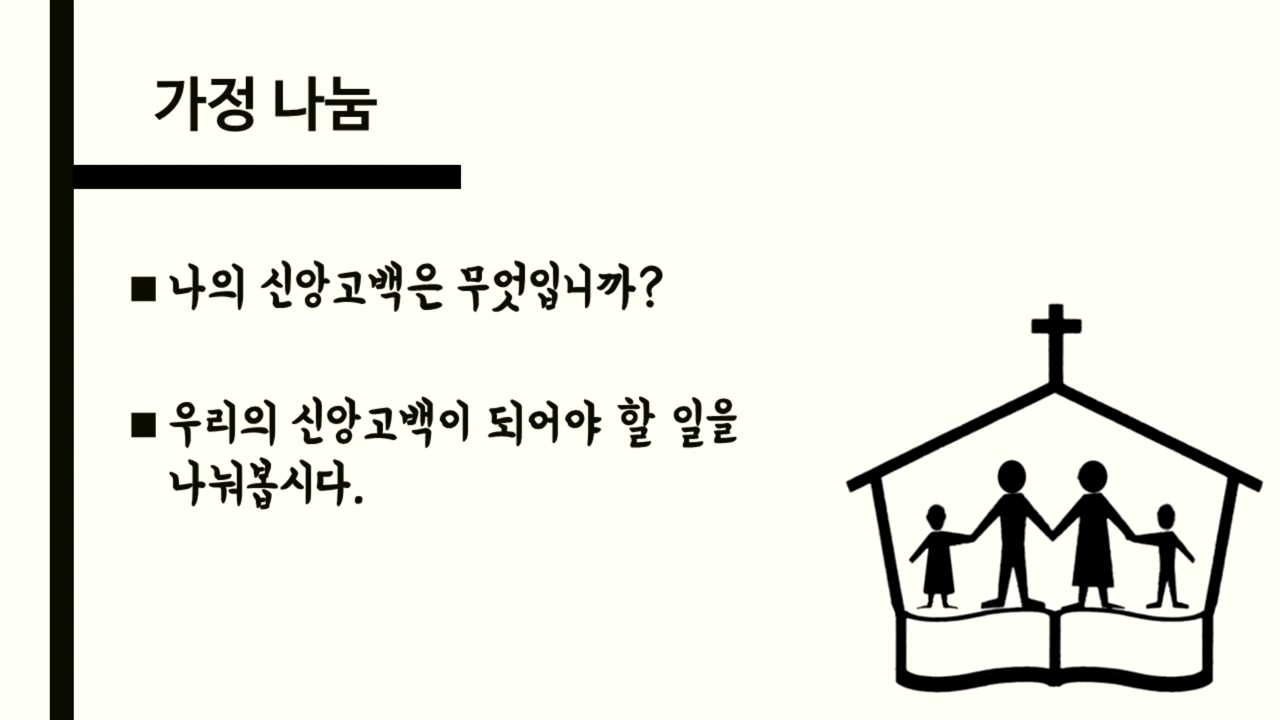 가정 나눔
■ 나의 신앙고백은 무엇입니까?
■ 우리의 신앙고백이 되어야 할 일을
나눠봅시다.